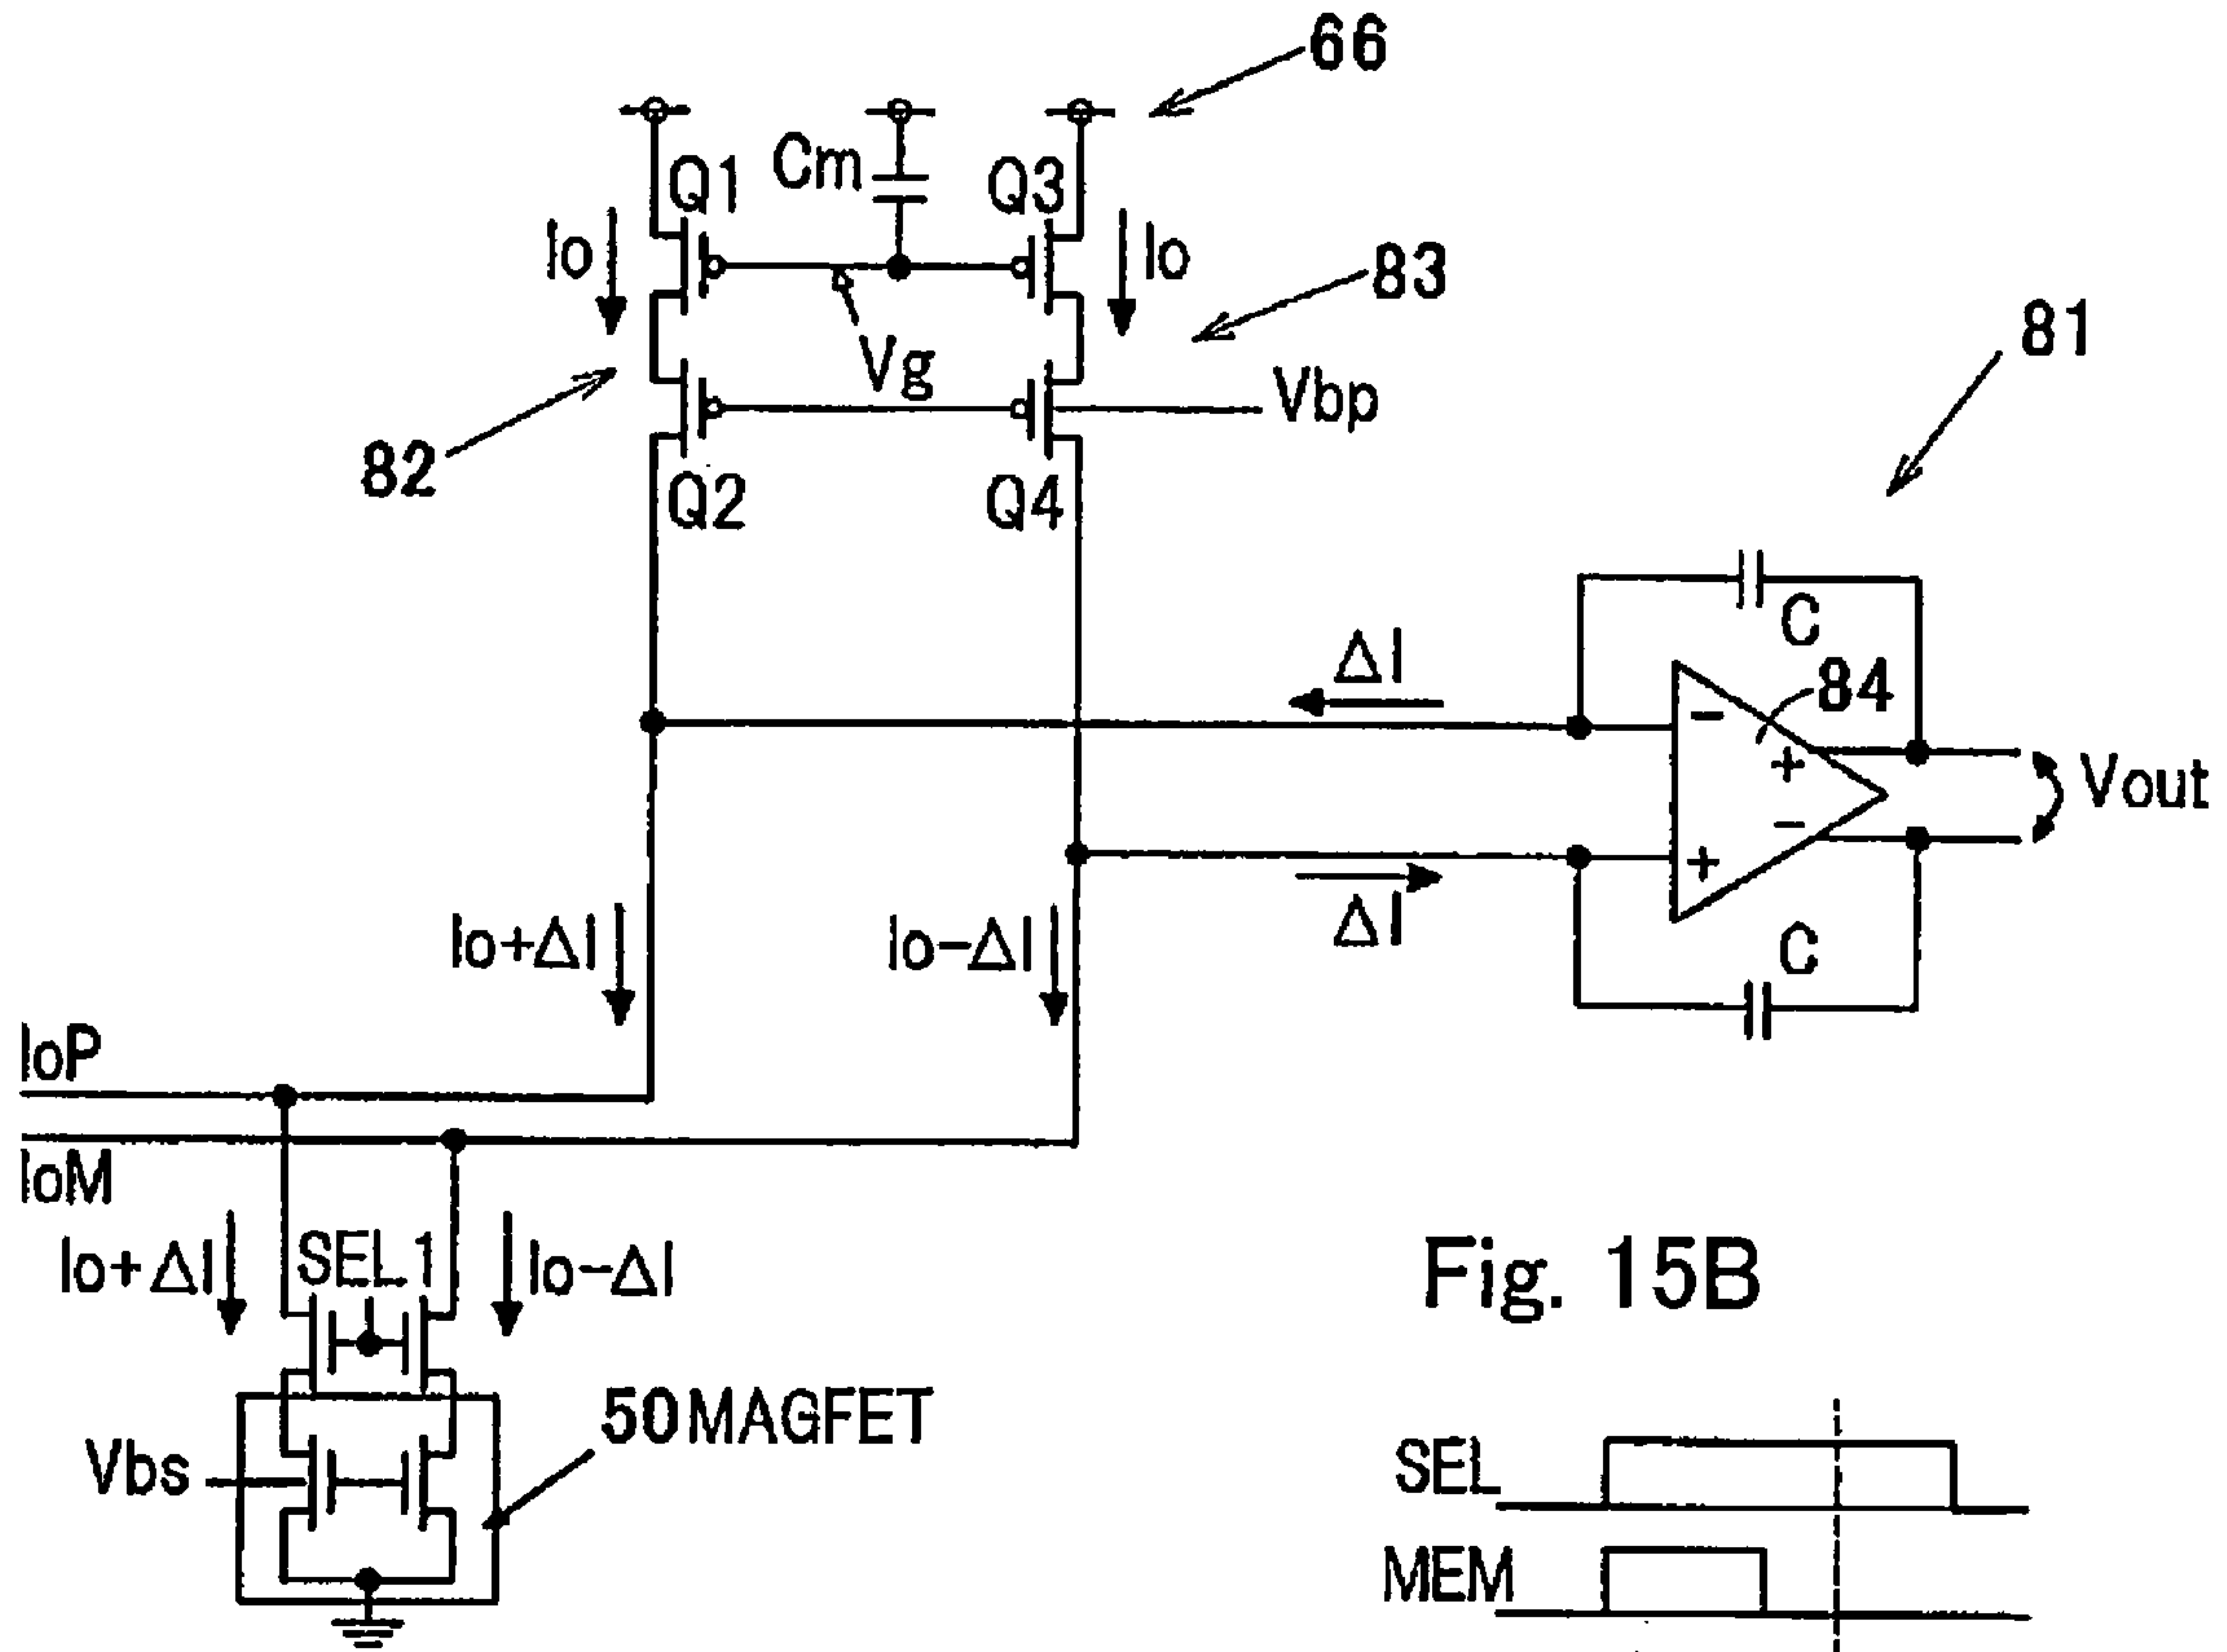 66
Q1
Cm
Q3
Io
Io
83
81
Vg
Vbp
82
Q2
Q4
C
ΔI
84
-
+
Vout
-
+
ΔI
Io+ΔI
Io-ΔI
C
IoP
IoM
Io+ΔI
SEL1
Io-ΔI
Fig. 15B
50MAGFET
Vbs
SEL
MEM